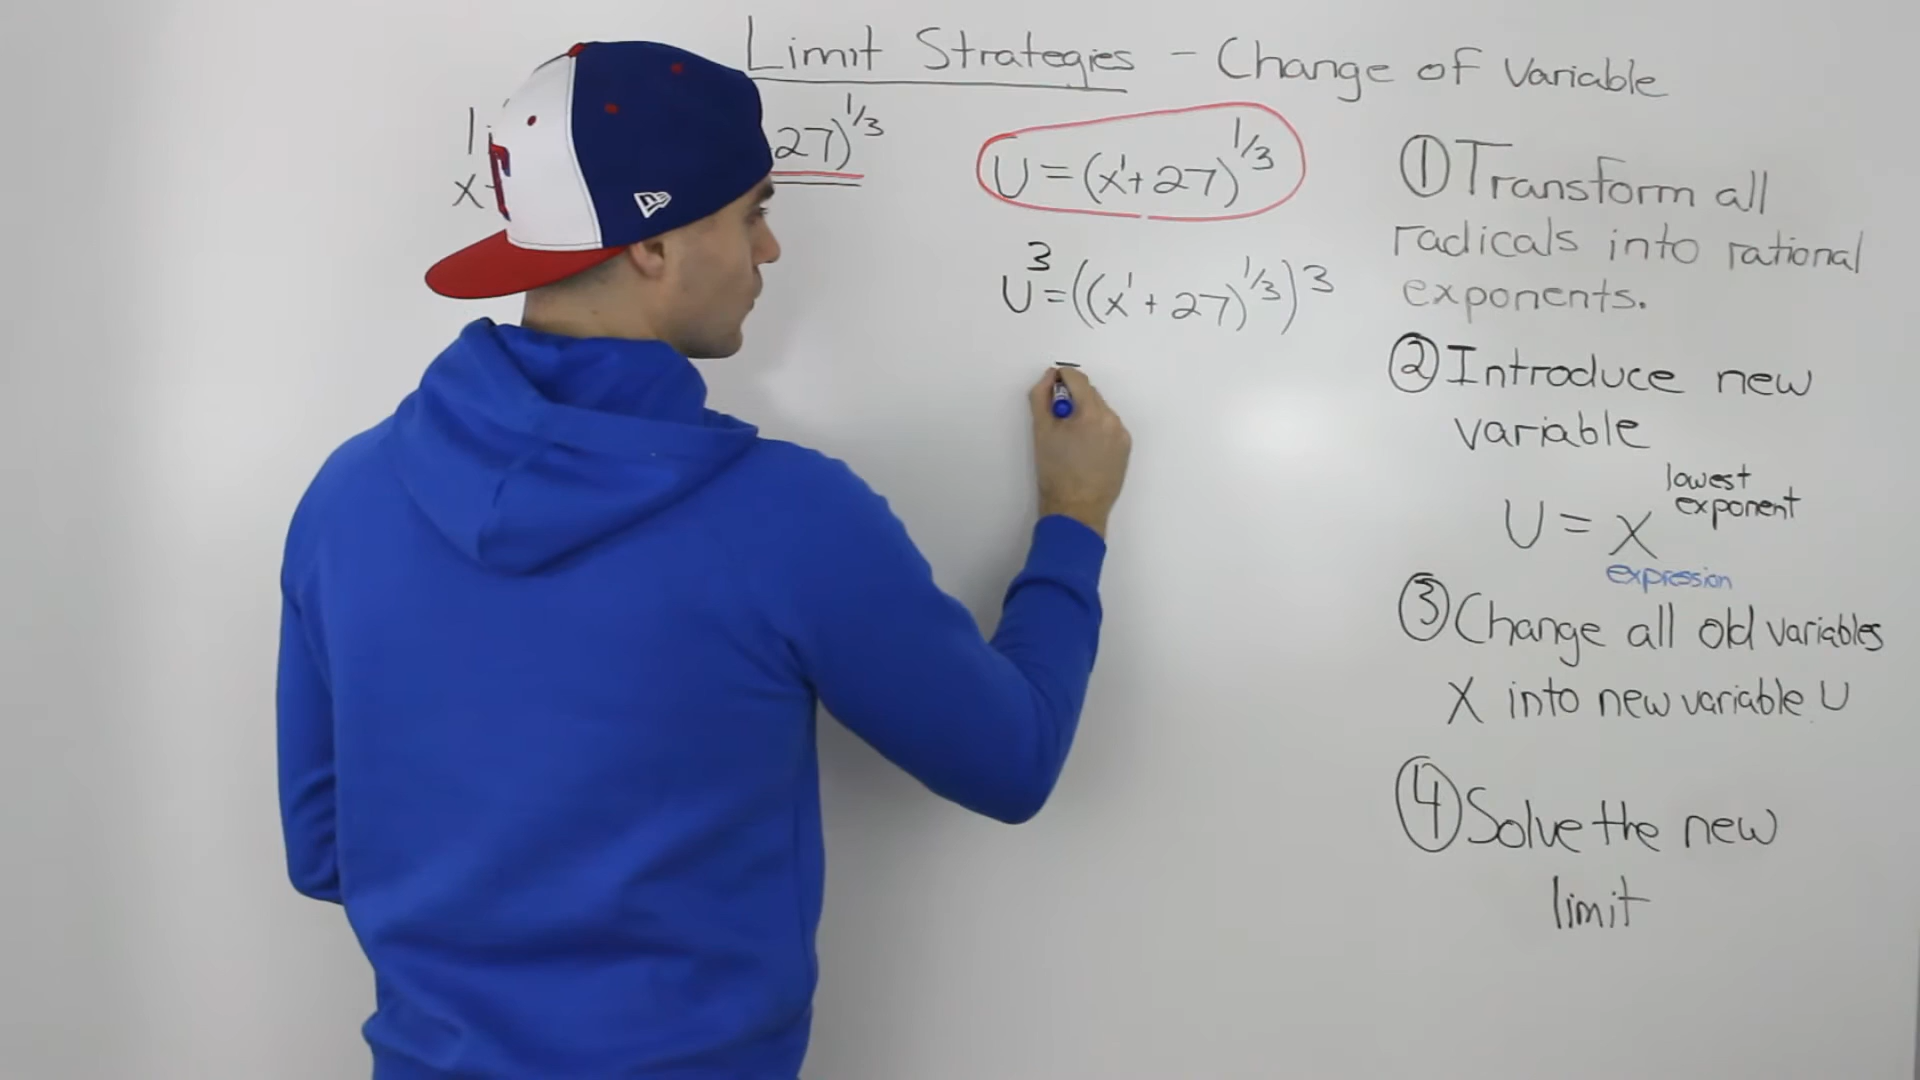 Limit Strategies - Change of Variable
27)^1/3
x
U = (x¹+27)^1/3
U³ = ((x¹+27)^1/3)³
① Transform all
radicals into rational
exponents.
② Introduce new
variable
U = x lowest exponent
expression
③ Change all old variables
X into new variable U
④ Solve the new
limit